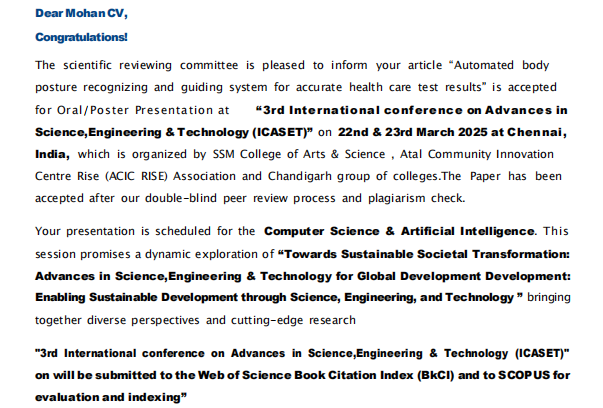 Dear Mohan CV,
Congratulations!
The scientific reviewing committee is pleased to inform your article “Automated body
posture recognizing and guiding system for accurate health care test results” is accepted
for Oral/Poster Presentation at “3rd International conference on Advances in
Science,Engineering & Technology (ICASET)” on 22nd & 23rd March 2025 at Chennai,
India, which is organized by SSM College of Arts & Science , Atal Community Innovation
Centre Rise (ACIC RISE) Association and Chandigarh group of colleges.The Paper has been
accepted after our double-blind peer review process and plagiarism check.
Your presentation is scheduled for the Computer Science & Artificial Intelligence. This
session promises a dynamic exploration of “Towards Sustainable Societal Transformation:
Advances in Science,Engineering & Technology for Global Development Development:
Enabling Sustainable Development through Science, Engineering, and Technology ” bringing
together diverse perspectives and cutting-edge research
"3rd International conference on Advances in Science,Engineering & Technology (ICASET)"
on will be submitted to the Web of Science Book Citation Index (BkCI) and to SCOPUS for
evaluation and indexing”